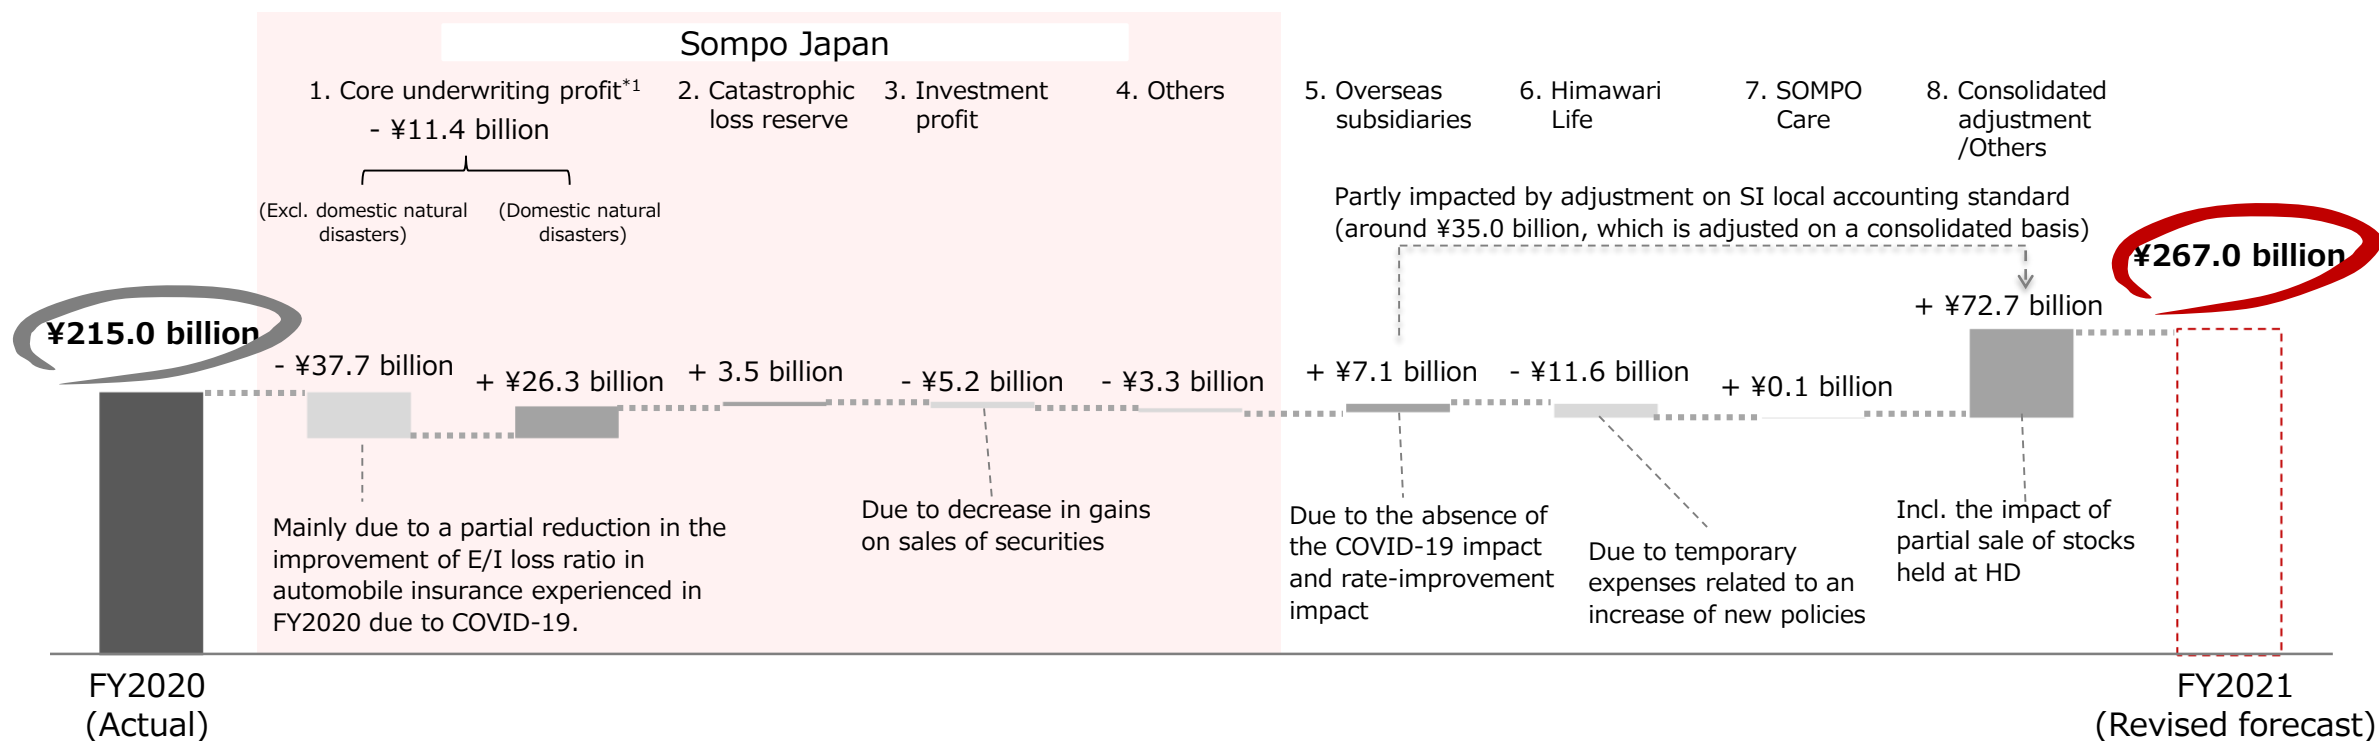 Sompo Japan
1. Core underwriting profit*1
- ¥11.4 billion
(Excl. domestic natural
disasters)
(Domestic natural
disasters)
2. Catastrophic
loss reserve
3. Investment
profit
4. Others
5. Overseas
subsidiaries
6. Himawari
Life
7. SOMPO
Care
8. Consolidated
adjustment
/Others
Partly impacted by adjustment on SI local accounting standard
(around ¥35.0 billion, which is adjusted on a consolidated basis)
¥215.0 billion
- ¥37.7 billion
+ ¥26.3 billion
+ 3.5 billion
- ¥5.2 billion
- ¥3.3 billion
+ ¥7.1 billion
- ¥11.6 billion
+ ¥0.1 billion
+ ¥72.7 billion
¥267.0 billion
Mainly due to a partial reduction in the
improvement of E/I loss ratio in
automobile insurance experienced in
FY2020 due to COVID-19.
Due to decrease in gains
on sales of securities
Due to the absence of
the COVID-19 impact
and rate-improvement
impact
Due to temporary
expenses related to an
increase of new policies
Incl. the impact of
partial sale of stocks
held at HD
FY2020
(Actual)
FY2021
(Revised forecast)